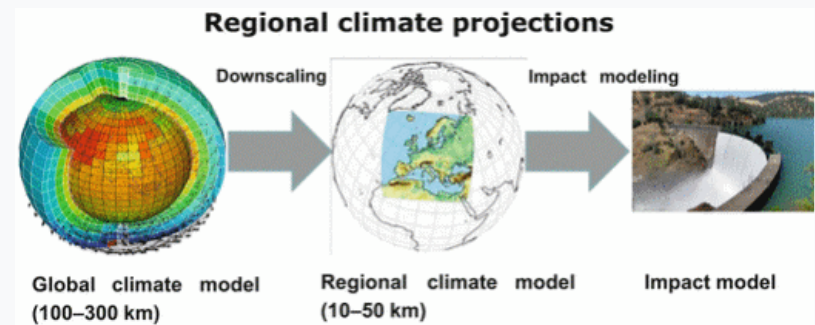 Regional climate projections
Downscaling
Impact modeling
Global climate model
(100–300 km)
Regional climate model
(10–50 km)
Impact model